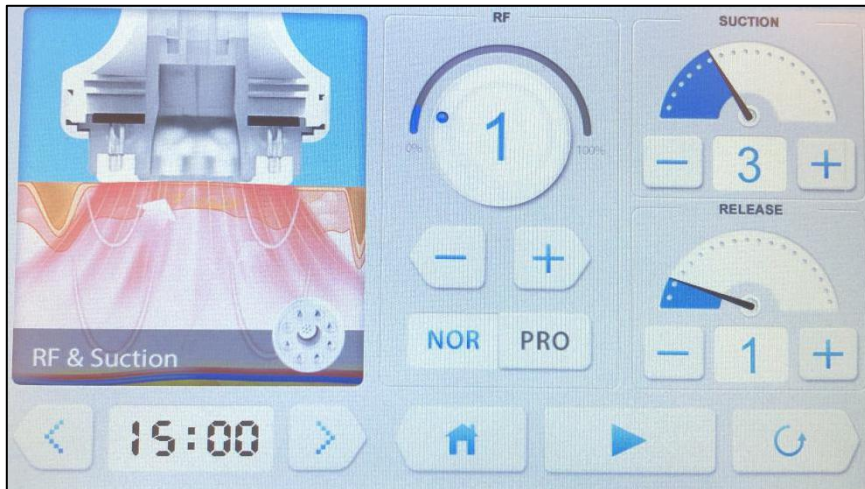 RF & Suction
RF
1
0%
100%
NOR
PRO
SUCTION
3
RELEASE
1
15:00